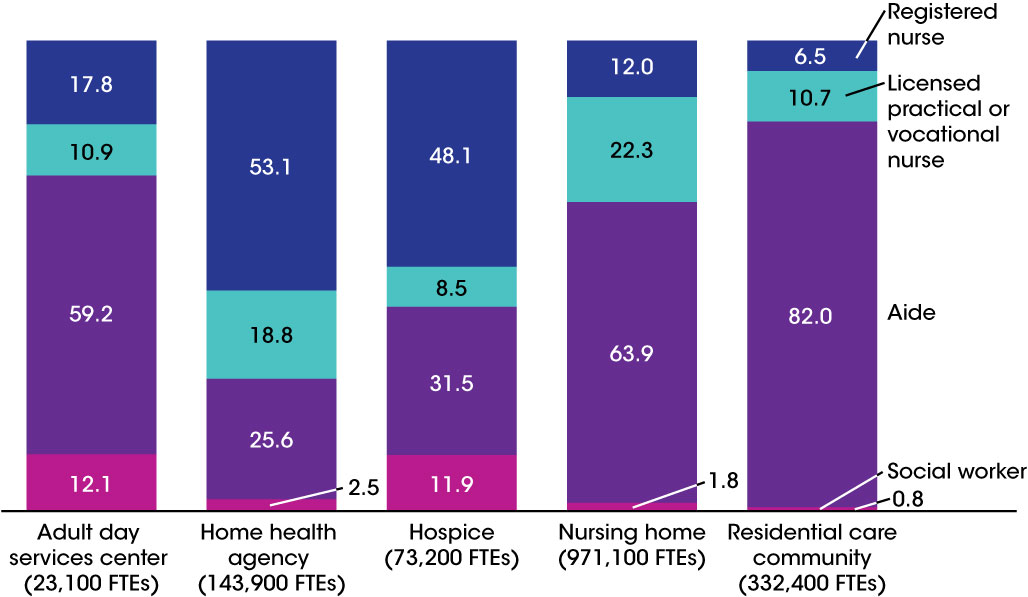 Registered
nurse
Licensed
practical or
vocational
nurse
Aide
Social worker
0.8
17.8
10.9
59.2
12.1
53.1
18.8
25.6
2.5
48.1
8.5
31.5
11.9
12.0
22.3
63.9
1.8
6.5
10.7
82.0
Adult day
services center
(23,100 FTEs)
Home health
agency
(143,900 FTEs)
Hospice
(73,200 FTEs)
Nursing home
(971,100 FTEs)
Residential care
community
(332,400 FTEs)